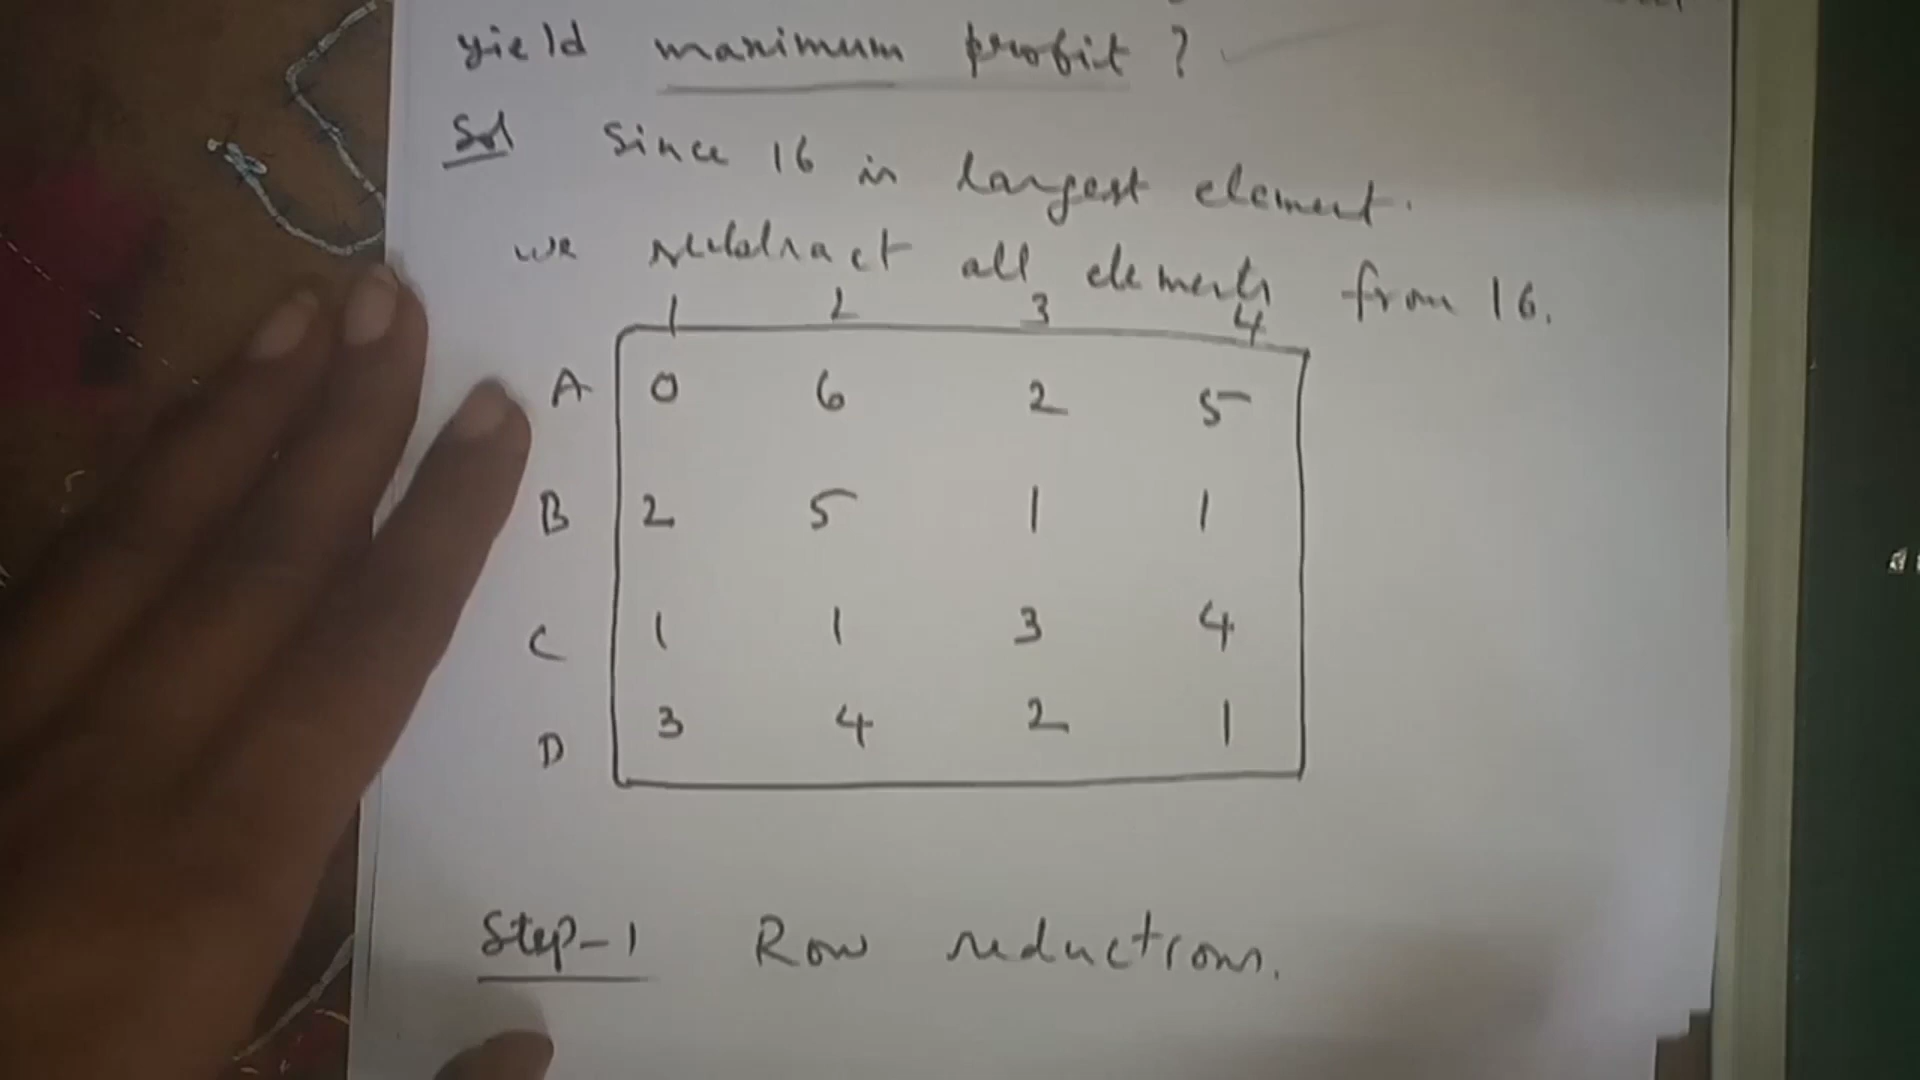 yield maximum profit ?
Sol Since 16 is largest element.
we subtract all elements from 16.
1 2 3 4
A 0 6 2 5
B 2 5 1 1
C 1 1 3 4
D 3 4 2 1
Step-1 Row reductions.